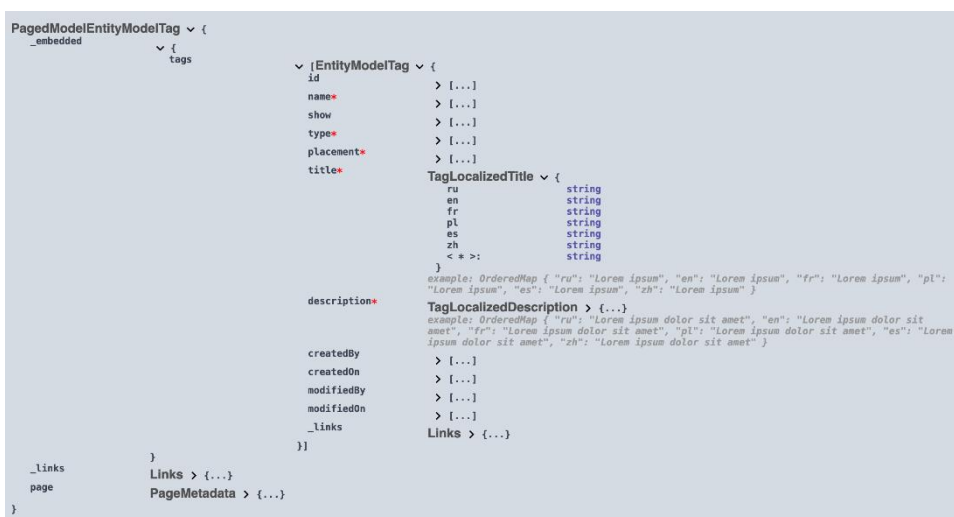 PagedModelEntityModelTag ⌄ {
_embedded ⌄ {
tags ⌄ [EntityModelTag ⌄ {
id > [...]
name* > [...]
show > [...]
type* > [...]
placement* > [...]
title* TagLocalizedTitle ⌄ {
ru string
en string
fr string
pl string
es string
zh string
< * >: string
}
example: OrderedMap { "ru": "Lorem ipsum", "en": "Lorem ipsum", "fr": "Lorem ipsum", "pl":
"Lorem ipsum", "es": "Lorem ipsum", "zh": "Lorem ipsum" }
description* TagLocalizedDescription > {...}
example: OrderedMap { "ru": "Lorem ipsum dolor sit amet", "en": "Lorem ipsum dolor sit
amet", "fr": "Lorem ipsum dolor sit amet", "pl": "Lorem ipsum dolor sit amet", "es": "Lorem
ipsum dolor sit amet", "zh": "Lorem ipsum dolor sit amet" }
createdBy > [...]
createdOn > [...]
modifiedBy > [...]
modifiedOn > [...]
_links Links > {...}
}]
}
_links Links > {...}
page PageMetadata > {...}
}